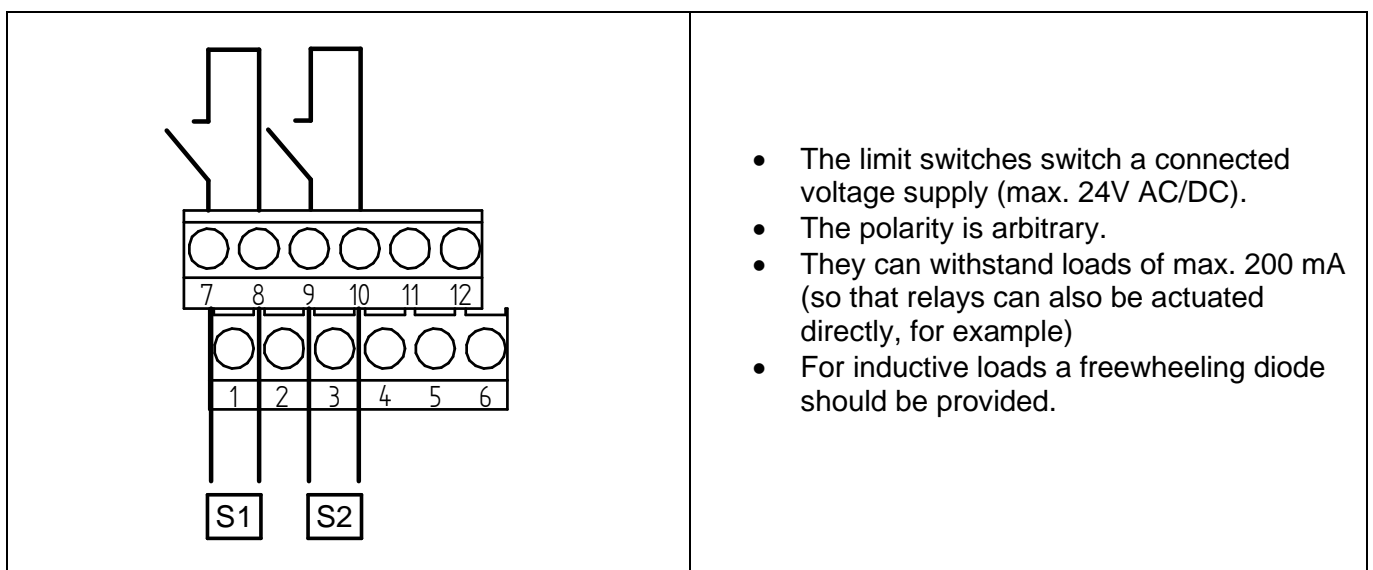 7 8 9 10 11 12
1 2 3 4 5 6
S1 S2
• The limit switches switch a connected
voltage supply (max. 24V AC/DC).
• The polarity is arbitrary.
• They can withstand loads of max. 200 mA
(so that relays can also be actuated
directly, for example)
• For inductive loads a freewheeling diode
should be provided.